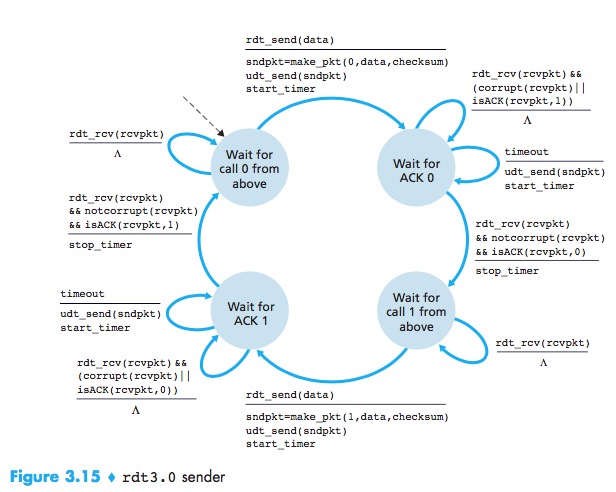 rdt_send(data)
sndpkt=make_pkt(0,data,checksum)
udt_send(sndpkt)
start_timer
rdt_rcv(rcvpkt) &&
(corrupt(rcvpkt)||
isACK(rcvpkt,1))
Λ
rdt_rcv(rcvpkt)
Λ
Wait for
call 0 from
above
Wait for
ACK 0
timeout
udt_send(sndpkt)
start_timer
rdt_rcv(rcvpkt)
&& notcorrupt(rcvpkt)
&& isACK(rcvpkt,1)
stop_timer
rdt_rcv(rcvpkt)
&& notcorrupt(rcvpkt)
&& isACK(rcvpkt,0)
stop_timer
timeout
udt_send(sndpkt)
start_timer
Wait for
ACK 1
Wait for
call 1 from
above
rdt_rcv(rcvpkt)
Λ
rdt_rcv(rcvpkt) &&
(corrupt(rcvpkt)||
isACK(rcvpkt,0))
Λ
rdt_send(data)
sndpkt=make_pkt(1,data,checksum)
udt_send(sndpkt)
start_timer
Figure 3.15 ♦ rdt3.0 sender